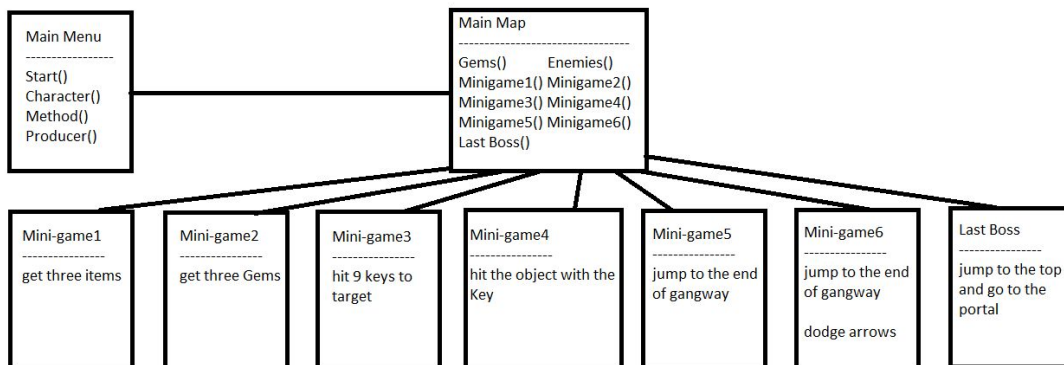 Main Menu
-----------------
Start()
Character()
Method()
Producer()
Main Map
--------------------------------
Gems() Enemies()
Minigame1() Minigame2()
Minigame3() Minigame4()
Minigame5() Minigame6()
Last Boss()
Mini-game1
----------------
get three items
Mini-game2
----------------
get three Gems
Mini-game3
----------------
hit 9 keys to
target
Mini-game4
----------------
hit the object with the
Key
Mini-game5
----------------
jump to the end
of gangway
Mini-game6
----------------
jump to the end
of gangway
dodge arrows
Last Boss
----------------
jump to the top
and go to the
portal